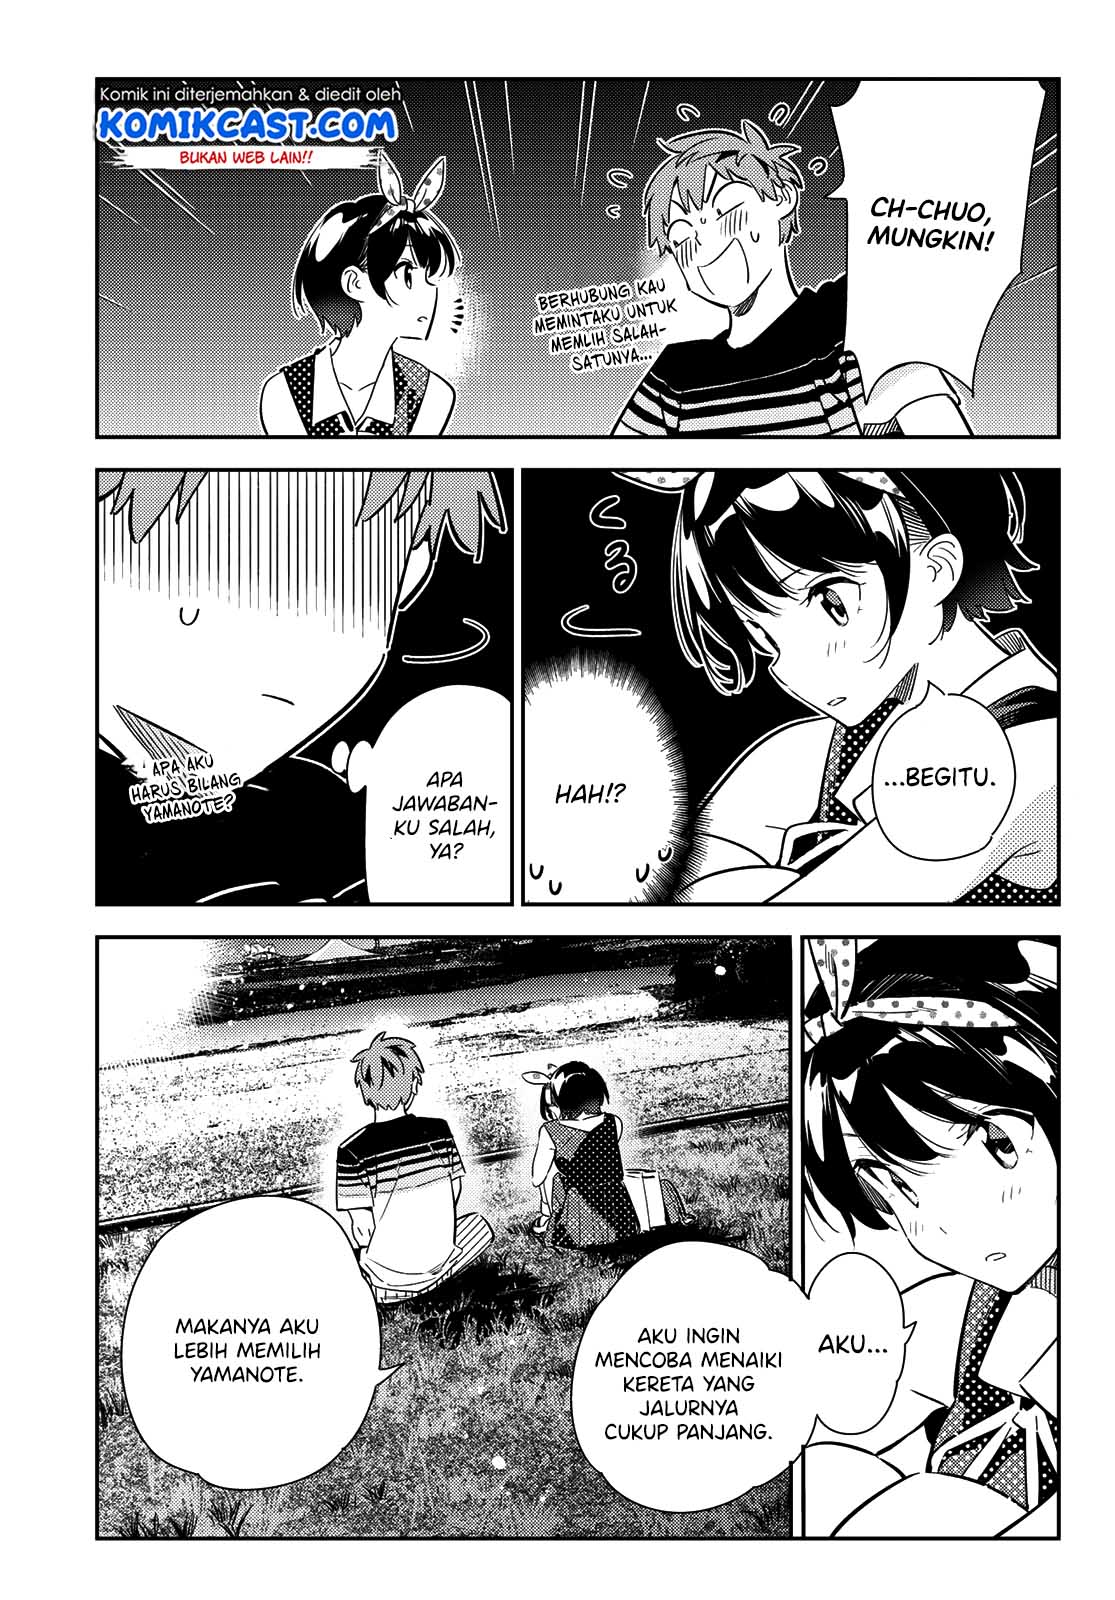 Komik ini diterjemahkan & diedit oleh
KOMIKCAST.COM
BUKAN WEB LAIN!!
CH-CHUO,
MUNGKIN!
BERHUBUNG KAU
MEMINTAKU UNTUK
MEMLIH SALAH-
SATUNYA...
...BEGITU.
HAH!?
APA
JAWABAN-
KU SALAH,
YA?
APA AKU
HARUS BILANG
YAMANOTE?
AKU...
AKU INGIN
MENCOBA MENAIKI
KERETA YANG
JALURNYA
CUKUP PANJANG.
MAKANYA AKU
LEBIH MEMILIH
YAMANOTE.